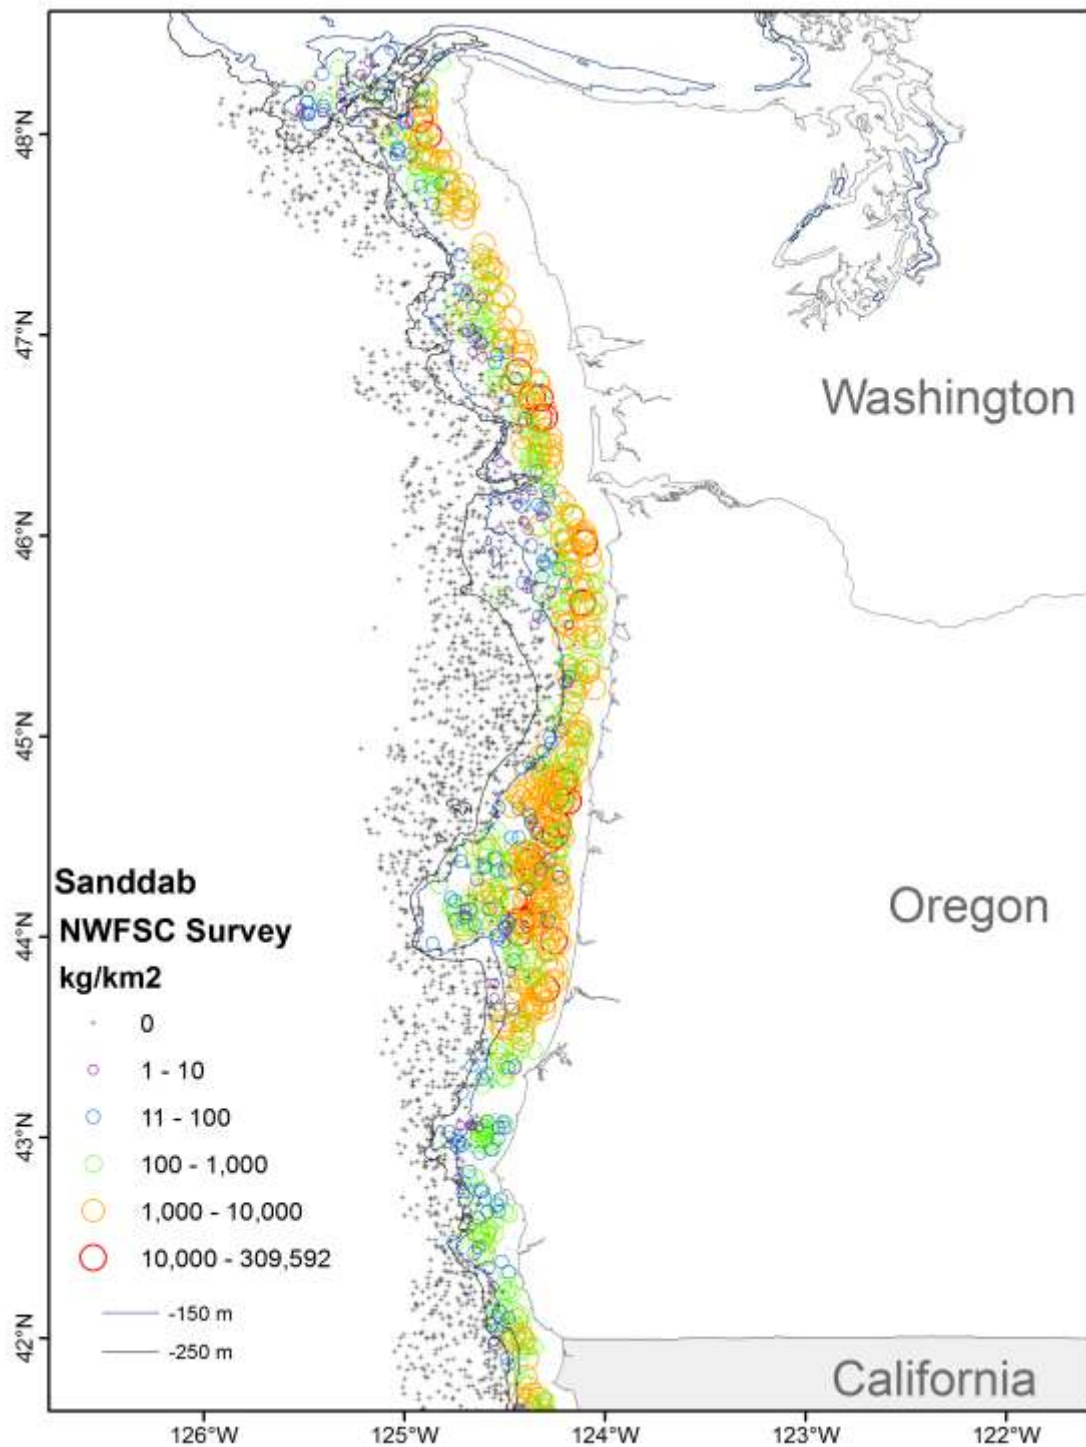 48°N
47°N
Washington
46°N
45°N
Sanddab
NWFSC Survey
kg/km2
Oregon
44°N
0
1 - 10
43°N
11 - 100
100 - 1,000
1,000 - 10,000
10,000 - 309,592
-150 m
42°N
-250 m
California
126°W
125°W
124°W
123°W
122°W